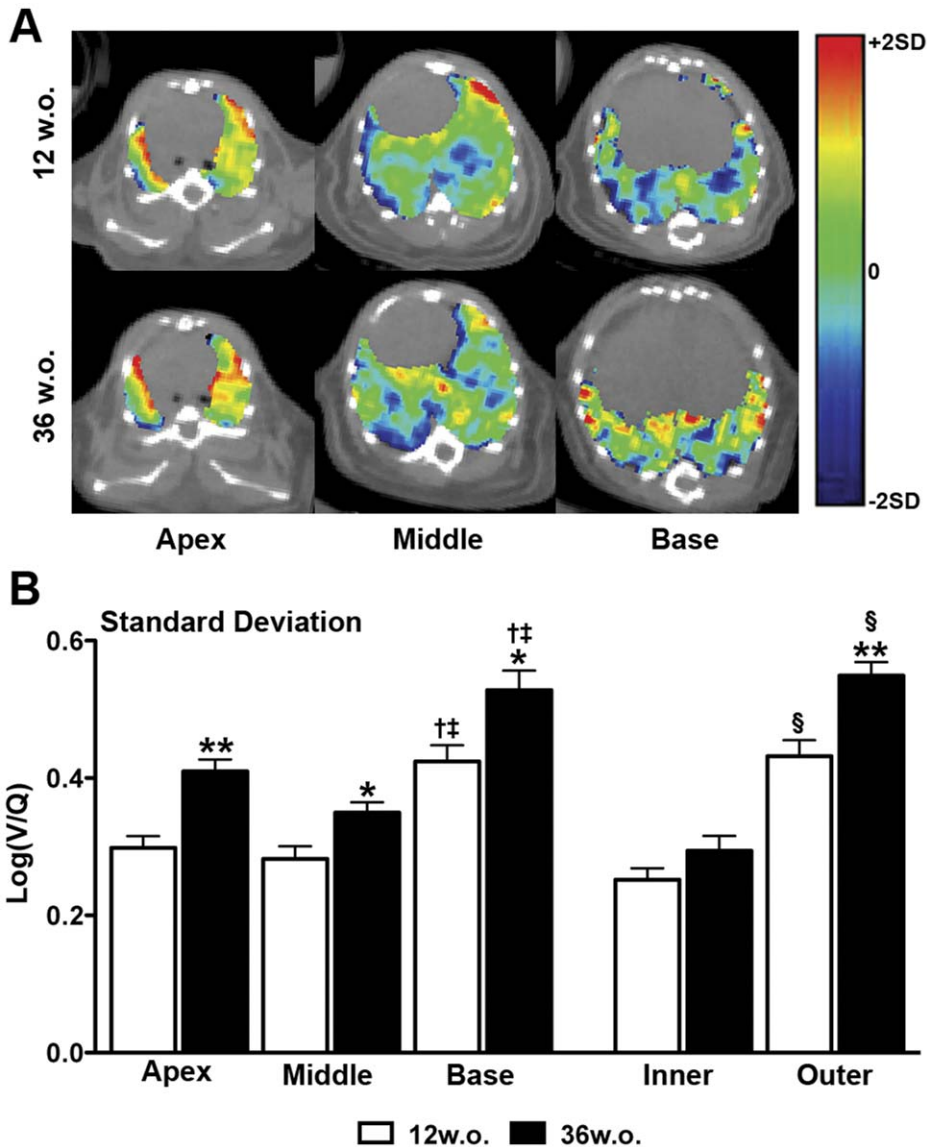 A
12 w.o.
36 w.o.
+2SD
0
-2SD
Apex Middle Base
B
Standard Deviation
Log(V/Q)
0.6
0.4
0.2
0.0
**
*
†‡
†‡
*
§
§
**
Apex Middle Base Inner Outer
12w.o. 36w.o.